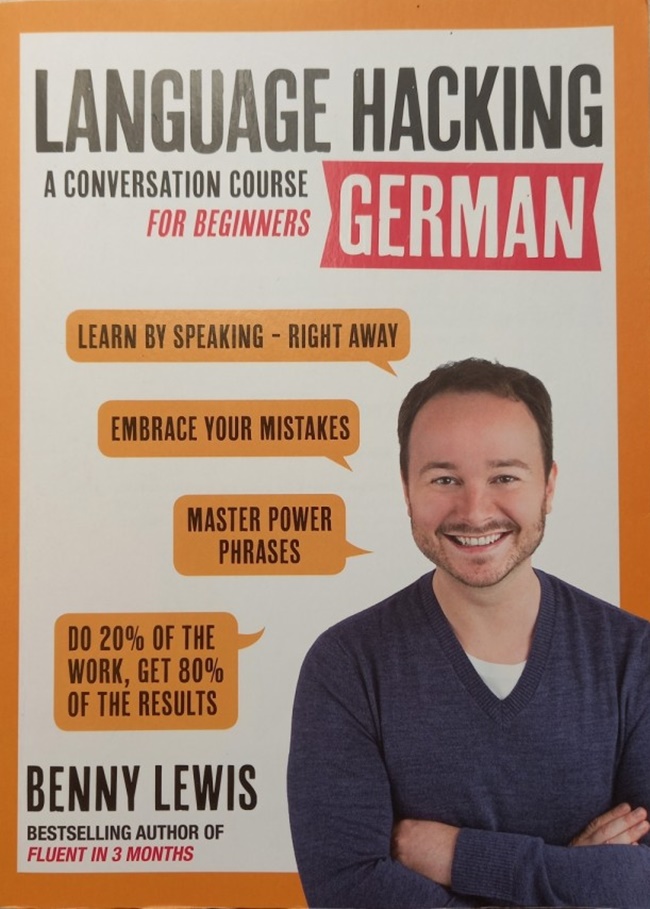 LANGUAGE HACKING
A CONVERSATION COURSE
FOR BEGINNERS
GERMAN
LEARN BY SPEAKING - RIGHT AWAY
EMBRACE YOUR MISTAKES
MASTER POWER
PHRASES
DO 20% OF THE
WORK, GET 80%
OF THE RESULTS
BENNY LEWIS
BESTSELLING AUTHOR OF
FLUENT IN 3 MONTHS